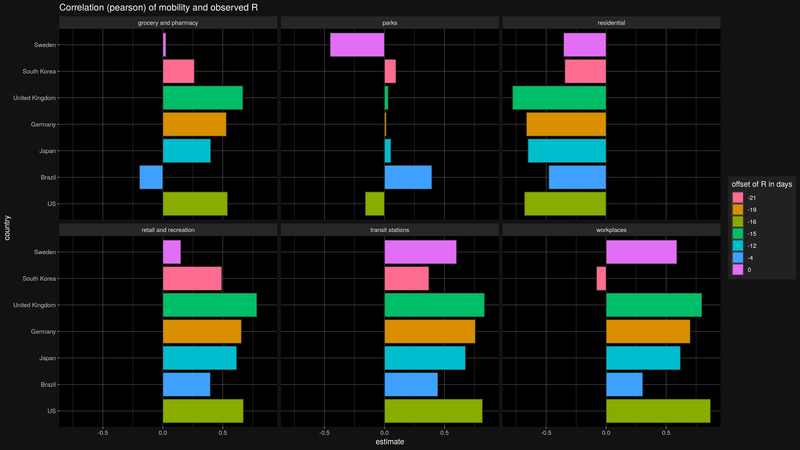 Correlation (pearson) of mobility and observed R
grocery and pharmacy
parks
residential
Sweden
South Korea
United Kingdom
Germany
Japan
Brazil
US
retail and recreation
transit stations
workplaces
Sweden
South Korea
United Kingdom
Germany
Japan
Brazil
US
-0.5 0.0 0.5
-0.5 0.0 0.5
-0.5 0.0 0.5
estimate
country
offset of R in days
-21
-19
-16
-15
-12
-4
0